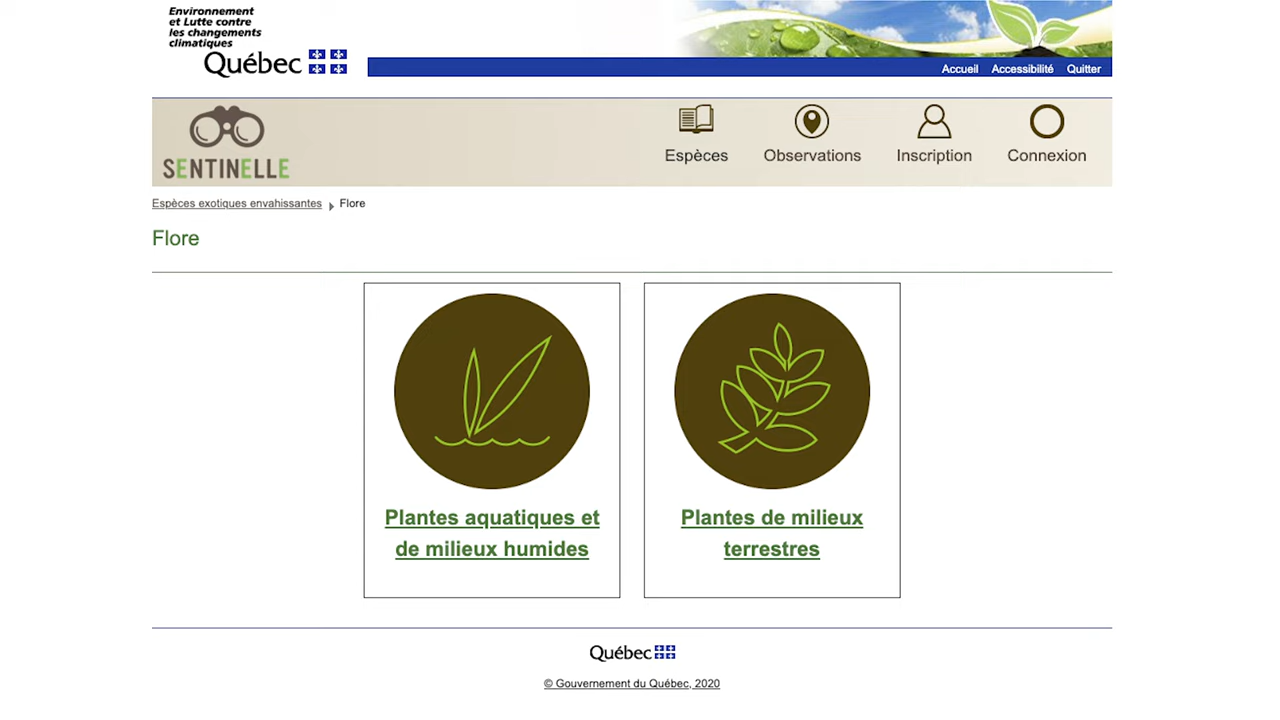 Environnement
et Lutte contre
les changements
climatiques
Québec
Accueil Accessibilité Quitter
SENTINELLE
Espèces Observations Inscription Connexion
Espèces exotiques envahissantes Flore
Flore
Plantes aquatiques et
de milieux humides
Plantes de milieux
terrestres
Québec
© Gouvernement du Québec, 2020